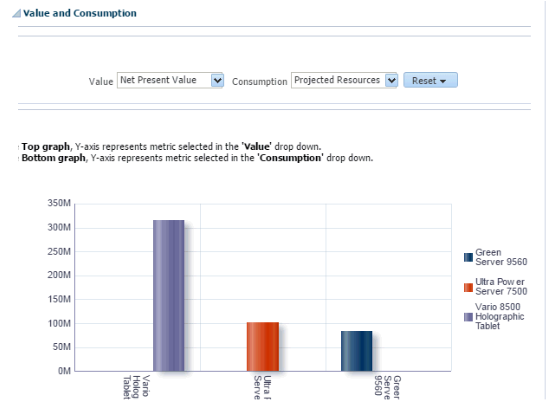 Value and Consumption
Value Net Present Value Consumption Projected Resources Reset
Top graph, Y-axis represents metric selected in the 'Value' drop down.
Bottom graph, Y-axis represents metric selected in the 'Consumption' drop down.
350M
300M
250M
200M
150M
100M
50M
0M
Green
Server 9560
Ultra Power
Server 7500
Vario 8500
Holographic
Tablet
Vario
Holog
Tablet
Ultra
Serve
Green
Serve
9560